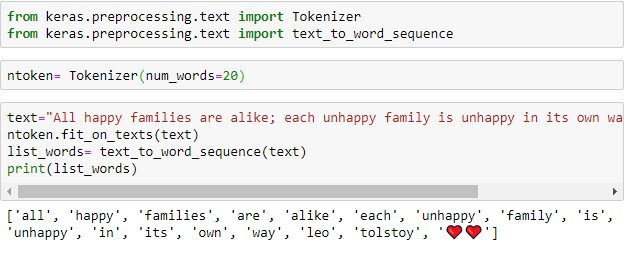 from keras.preprocessing.text import Tokenizer
from keras.preprocessing.text import text_to_word_sequence
ntoken= Tokenizer(num_words=20)
text="All happy families are alike; each unhappy family is unhappy in its own wa
ntoken.fit_on_texts(text)
list_words= text_to_word_sequence(text)
print(list_words)
['all', 'happy', 'families', 'are', 'alike', 'each', 'unhappy', 'family', 'is',
'unhappy', 'in', 'its', 'own', 'way', 'leo', 'tolstoy', '❤❤']